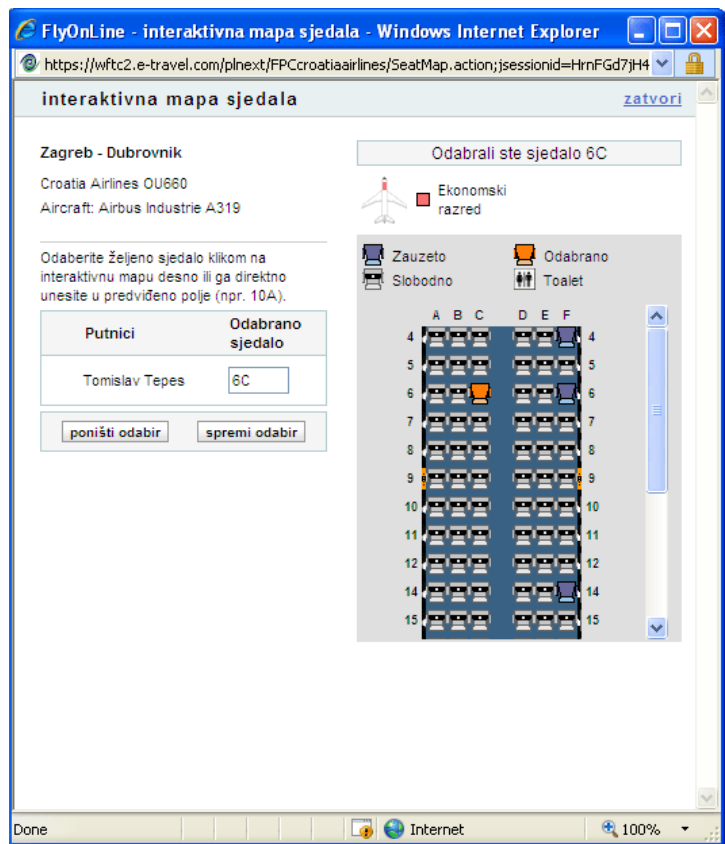 FlyOnLine - interaktivna mapa sjedala - Windows Internet Explorer
https://wftc2.e-travel.com/plnext/FPCcroatiaairlines/SeatMap.action;jsessionid=HrnFGd7jH4
interaktivna mapa sjedala
zatvori
Zagreb - Dubrovnik
Croatia Airlines OU660
Aircraft: Airbus Industrie A319
Odaberite željeno sjedalo klikom na
interaktivnu mapu desno ili ga direktno
unesite u predviđeno polje (npr. 10A).
Putnici
Odabrano
sjedalo
Tomislav Tepes
6C
poništi odabir
spremi odabir
Odabrali ste sjedalo 6C
Ekonomski
razred
Zauzeto
Odabrano
Slobodno
Toalet
A B C D E F
4 4
5 5
6 6
7 7
8 8
9 9
10 10
11 11
12 12
14 14
15 15
Done
Internet
100%